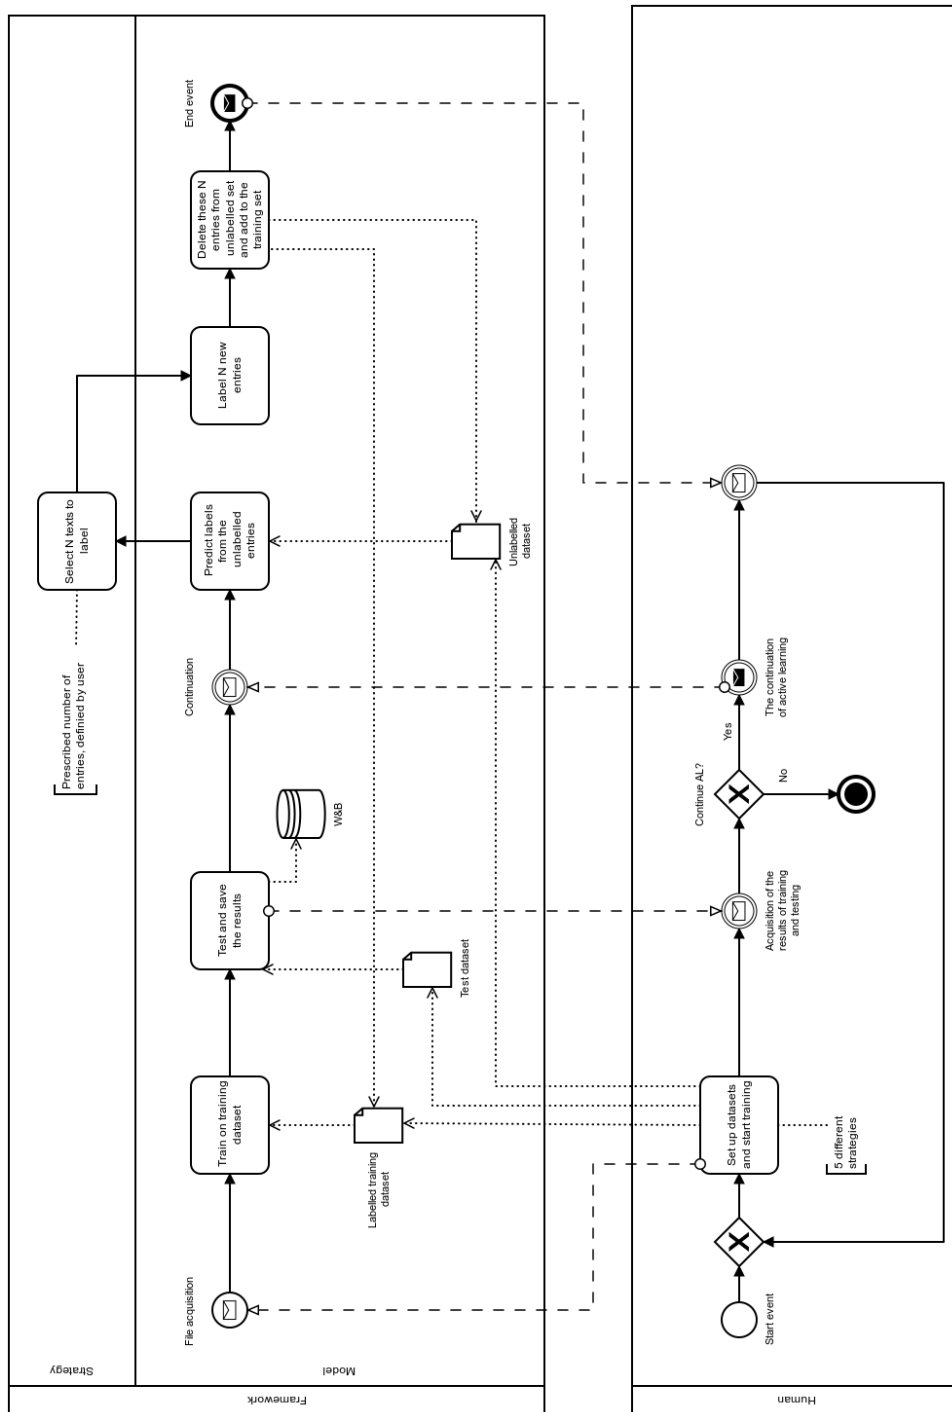 Strategy
Model
Framework
Prescribed number of
entries, definied by user
Select N texts to
label
File acquisition
Train on training
dataset
Test and save
the results
Continuation
Predict labels
from the
unlabelled
entries
Label N new
entries
Delete these N
entries from
unlabelled set
and add to the
training set
End event
W&B
Labelled training
dataset
Test dataset
Unlabelled
dataset
Human
Start event
Set up datasets
and start training
5 different
strategies
Acquisition of the
results of training
and testing
Continue AL?
Yes
No
The continuation
of active learning